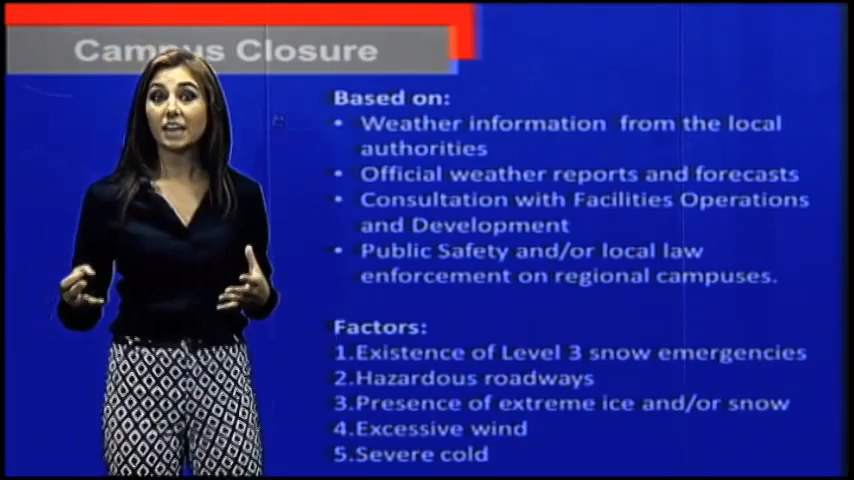 Campus Closure
Based on:
• Weather information from the local
authorities
• Official weather reports and forecasts
• Consultation with Facilities Operations
and Development
• Public Safety and/or local law
enforcement on regional campuses.
Factors:
1.Existence of Level 3 snow emergencies
2.Hazardous roadways
3.Presence of extreme ice and/or snow
4.Excessive wind
5.Severe cold